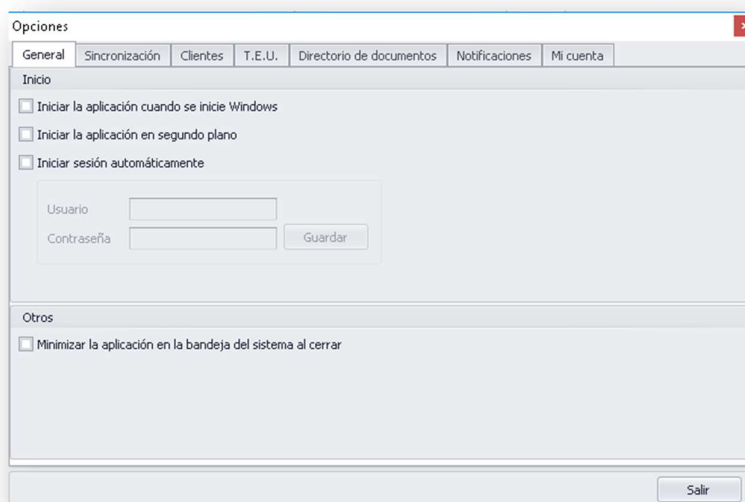 Opciones
General Sincronización Clientes T.E.U. Directorio de documentos Notificaciones Mi cuenta
Inicio
Iniciar la aplicación cuando se inicie Windows
Iniciar la aplicación en segundo plano
Iniciar sesión automáticamente
Usuario
Contraseña Guardar
Otros
Minimizar la aplicación en la bandeja del sistema al cerrar
Salir